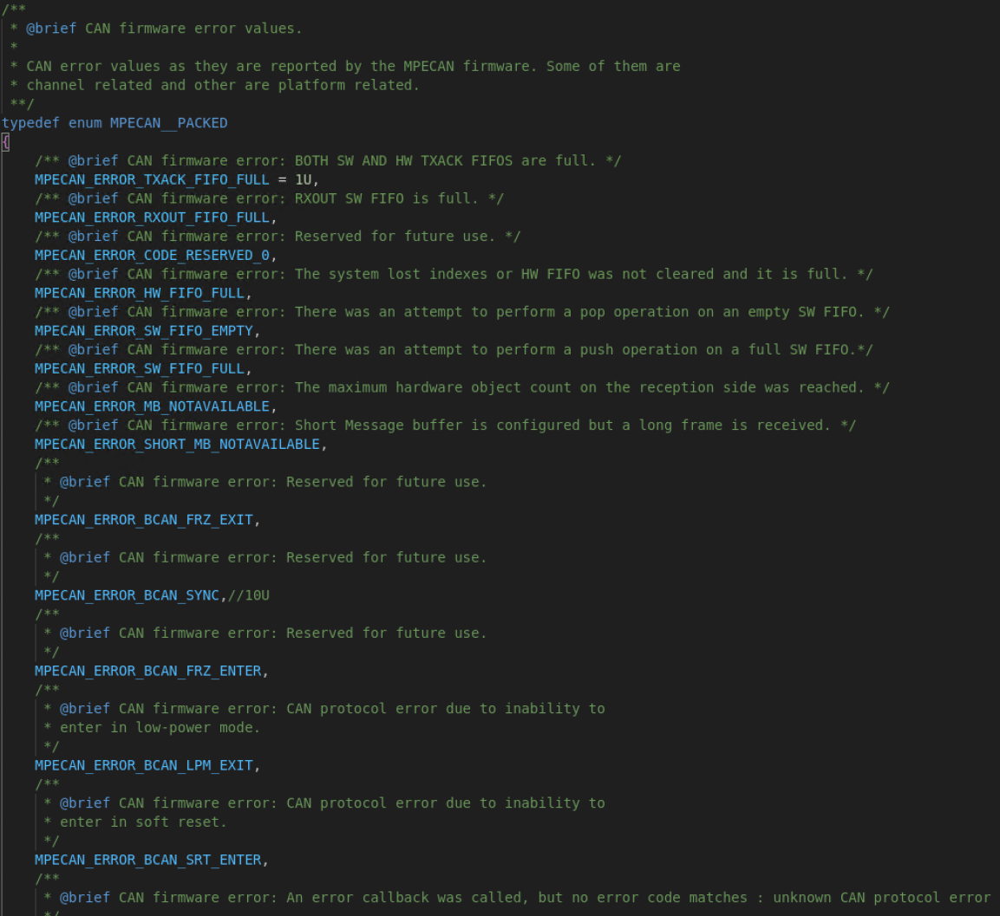 /**
 * @brief CAN firmware error values.
 *
 * CAN error values as they are reported by the MPECAN firmware. Some of them are
 * channel related and other are platform related.
 **/
typedef enum MPECAN__PACKED
{
    /** @brief CAN firmware error: BOTH SW AND HW TXACK FIFOS are full. */
    MPECAN_ERROR_TXACK_FIFO_FULL = 1U,
    /** @brief CAN firmware error: RXOUT SW FIFO is full. */
    MPECAN_ERROR_RXOUT_FIFO_FULL,
    /** @brief CAN firmware error: Reserved for future use. */
    MPECAN_ERROR_CODE_RESERVED_0,
    /** @brief CAN firmware error: The system lost indexes or HW FIFO was not cleared and it is full. */
    MPECAN_ERROR_HW_FIFO_FULL,
    /** @brief CAN firmware error: There was an attempt to perform a pop operation on an empty SW FIFO. */
    MPECAN_ERROR_SW_FIFO_EMPTY,
    /** @brief CAN firmware error: There was an attempt to perform a push operation on a full SW FIFO.*/
    MPECAN_ERROR_SW_FIFO_FULL,
    /** @brief CAN firmware error: The maximum hardware object count on the reception side was reached. */
    MPECAN_ERROR_MB_NOTAVAILABLE,
    /** @brief CAN firmware error: Short Message buffer is configured but a long frame is received. */
    MPECAN_ERROR_SHORT_MB_NOTAVAILABLE,
    /**
     * @brief CAN firmware error: Reserved for future use.
     */
    MPECAN_ERROR_BCAN_FRZ_EXIT,
    /**
     * @brief CAN firmware error: Reserved for future use.
     */
    MPECAN_ERROR_BCAN_SYNC,//10U
    /**
     * @brief CAN firmware error: Reserved for future use.
     */
    MPECAN_ERROR_BCAN_FRZ_ENTER,
    /**
     * @brief CAN firmware error: CAN protocol error due to inability to
     * enter in low-power mode.
     */
    MPECAN_ERROR_BCAN_LPM_EXIT,
    /**
     * @brief CAN firmware error: CAN protocol error due to inability to
     * enter in soft reset.
     */
    MPECAN_ERROR_BCAN_SRT_ENTER,
    /**
     * @brief CAN firmware error: An error callback was called, but no error code matches : unknown CAN protocol error
     */